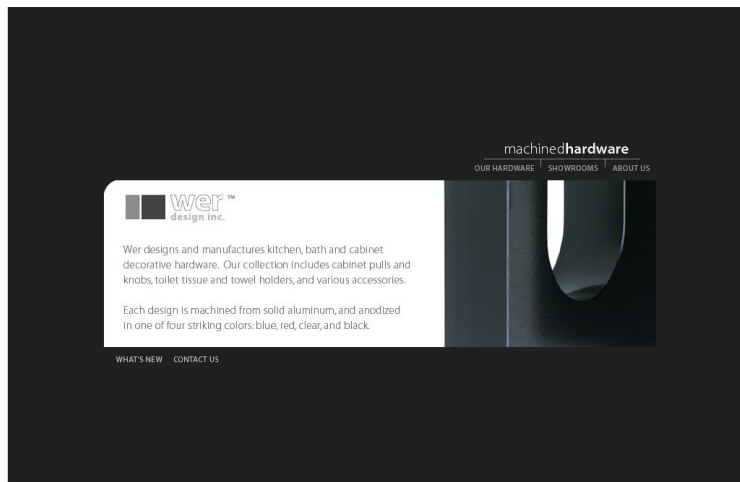 machinedhardware
OUR HARDWARE SHOWROOMS ABOUT US
wer ™
design inc.
Wer designs and manufactures kitchen, bath and cabinet
decorative hardware. Our collection includes cabinet pulls and
knobs, toilet tissue and towel holders, and various accessories.
Each design is machined from solid aluminum, and anodized
in one of four striking colors: blue, red, clear, and black.
WHAT'S NEW CONTACT US